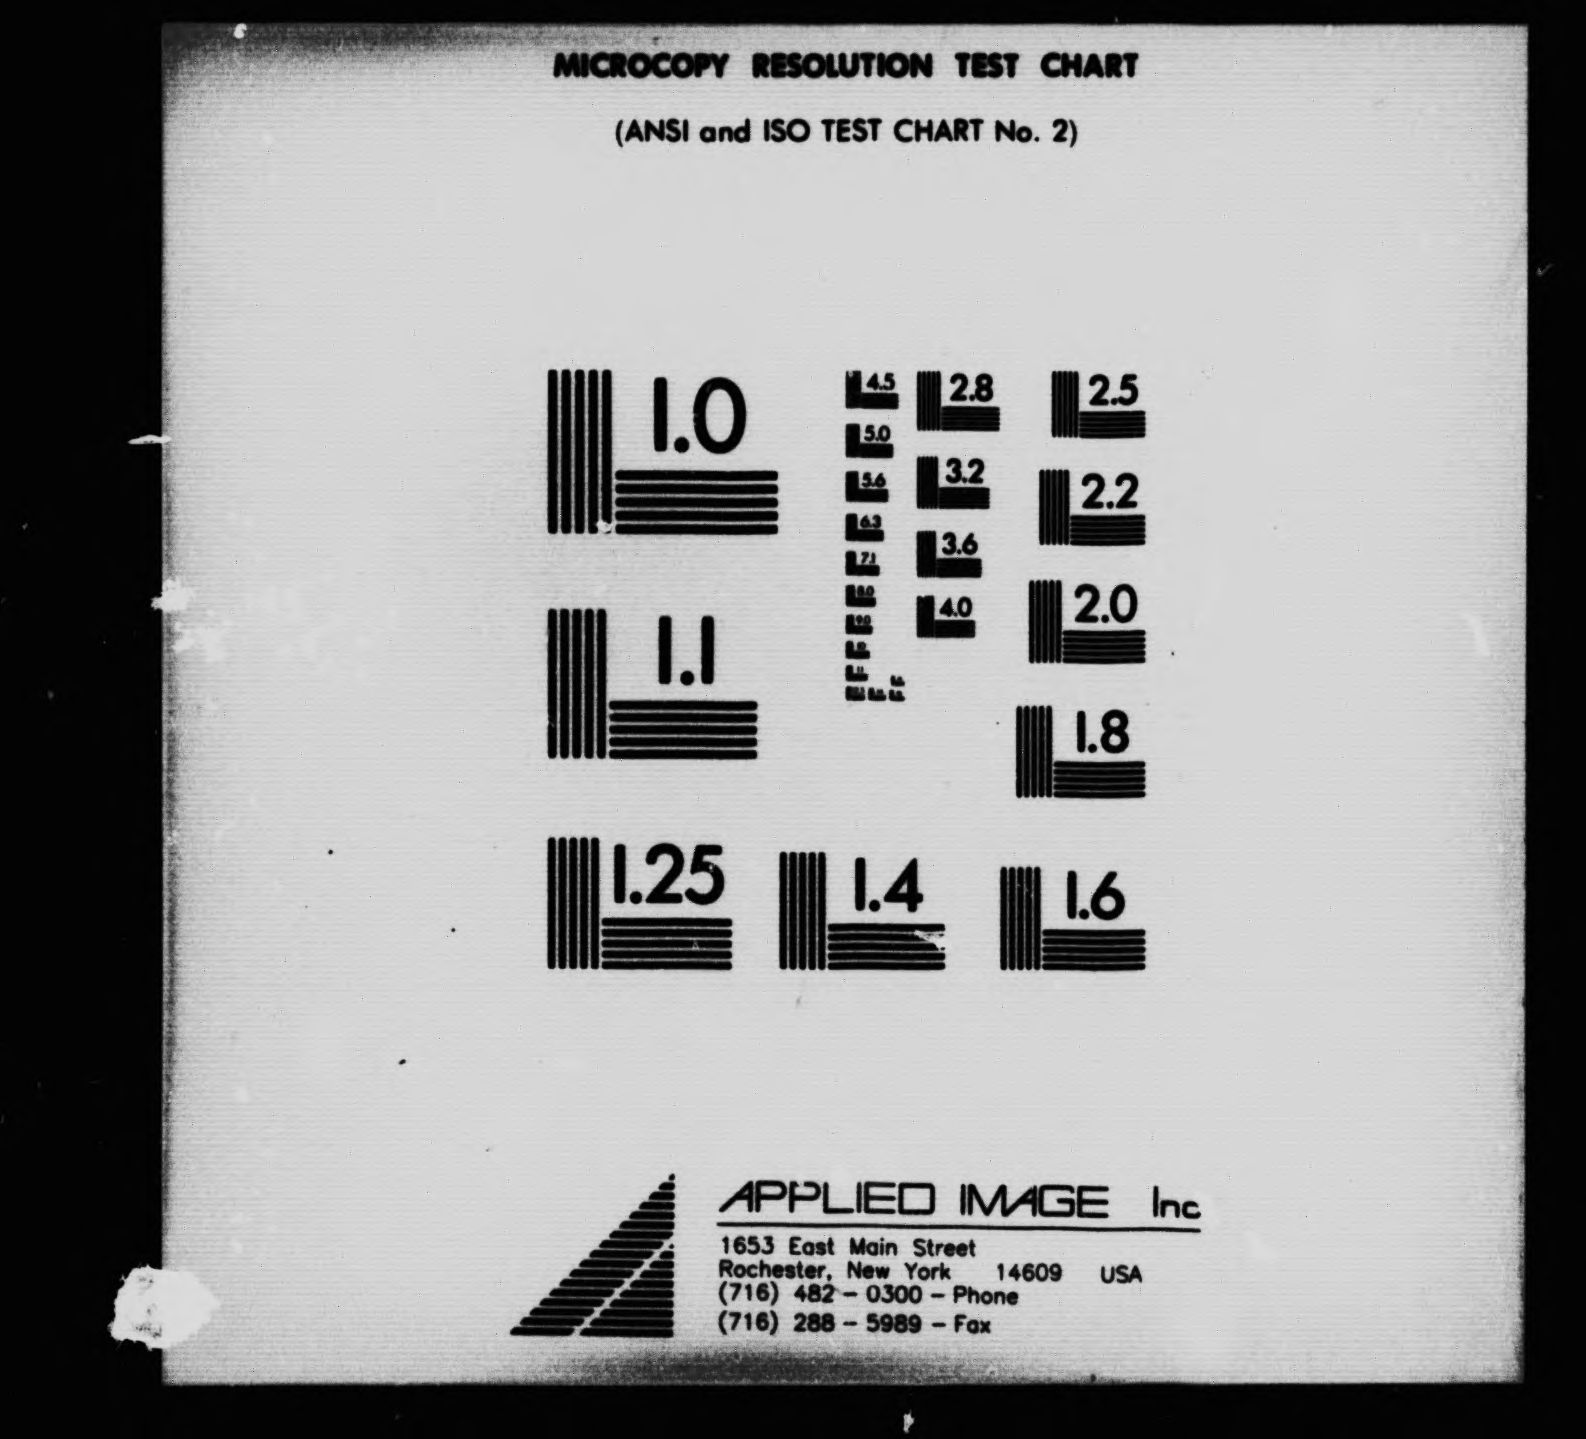 MICROCOPY RESOLUTION TEST CHART
(ANSI and ISO TEST CHART No. 2)
1.0
1.1
1.25
1.4
1.6
1.8
2.0
2.2
2.5
2.8
3.2
3.6
4.0
4.5
5.0
5.6
6.3
7.1
8.0
9.0
APPLIED IMAGE Inc
1653 East Main Street
Rochester, New York 14609 USA
(716) 482 - 0300 - Phone
(716) 288 - 5989 - Fax